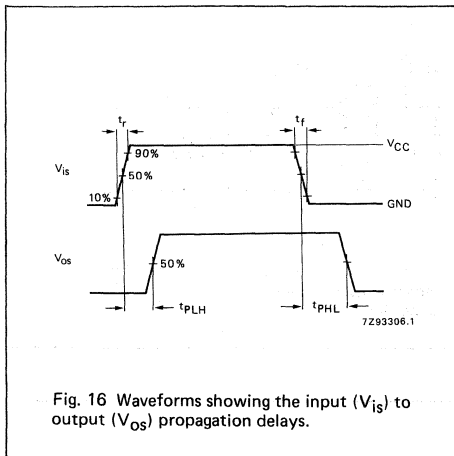 tr
tf
90%
VCC
Vis
50%
10%
GND
Vos
50%
tPLH
tPHL
7Z93306.1
Fig. 16 Waveforms showing the input (Vis) to
output (Vos) propagation delays.